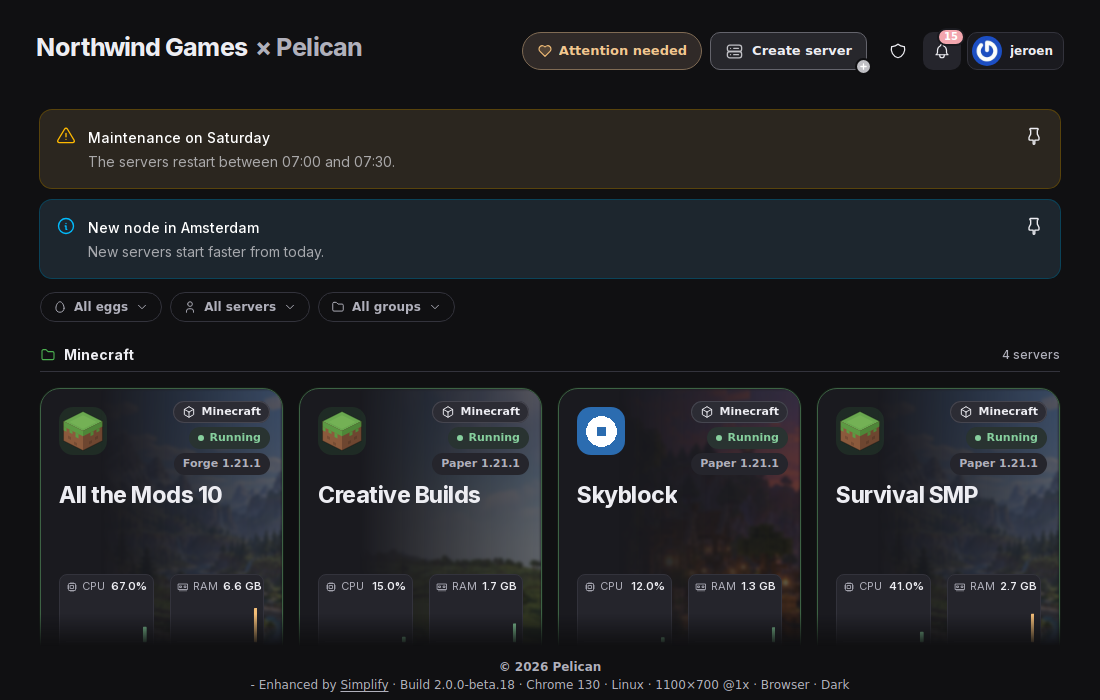 Northwind Games × Pelican
Attention needed
Create server
15
jeroen
Maintenance on Saturday
The servers restart between 07:00 and 07:30.
New node in Amsterdam
New servers start faster from today.
All eggs
All servers
All groups
Minecraft
4 servers
Minecraft
Running
Forge 1.21.1
All the Mods 10
CPU 67.0%
RAM 6.6 GB
Minecraft
Running
Paper 1.21.1
Creative Builds
CPU 15.0%
RAM 1.7 GB
Minecraft
Running
Paper 1.21.1
Skyblock
CPU 12.0%
RAM 1.3 GB
Minecraft
Running
Paper 1.21.1
Survival SMP
CPU 41.0%
RAM 2.7 GB
© 2026 Pelican
- Enhanced by Simplify · Build 2.0.0-beta.18 · Chrome 130 · Linux · 1100×700 @1x · Browser · Dark